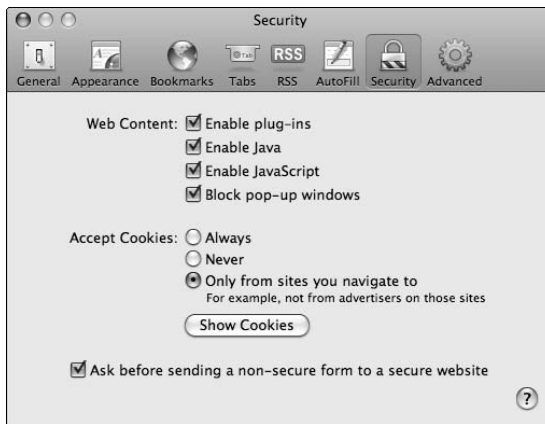 Security
General Appearance Bookmarks Tabs RSS AutoFill Security Advanced
RSS
Web Content: Enable plug-ins
Enable Java
Enable JavaScript
Block pop-up windows
Accept Cookies: Always
Never
Only from sites you navigate to
For example, not from advertisers on those sites
Show Cookies
Ask before sending a non-secure form to a secure website
?